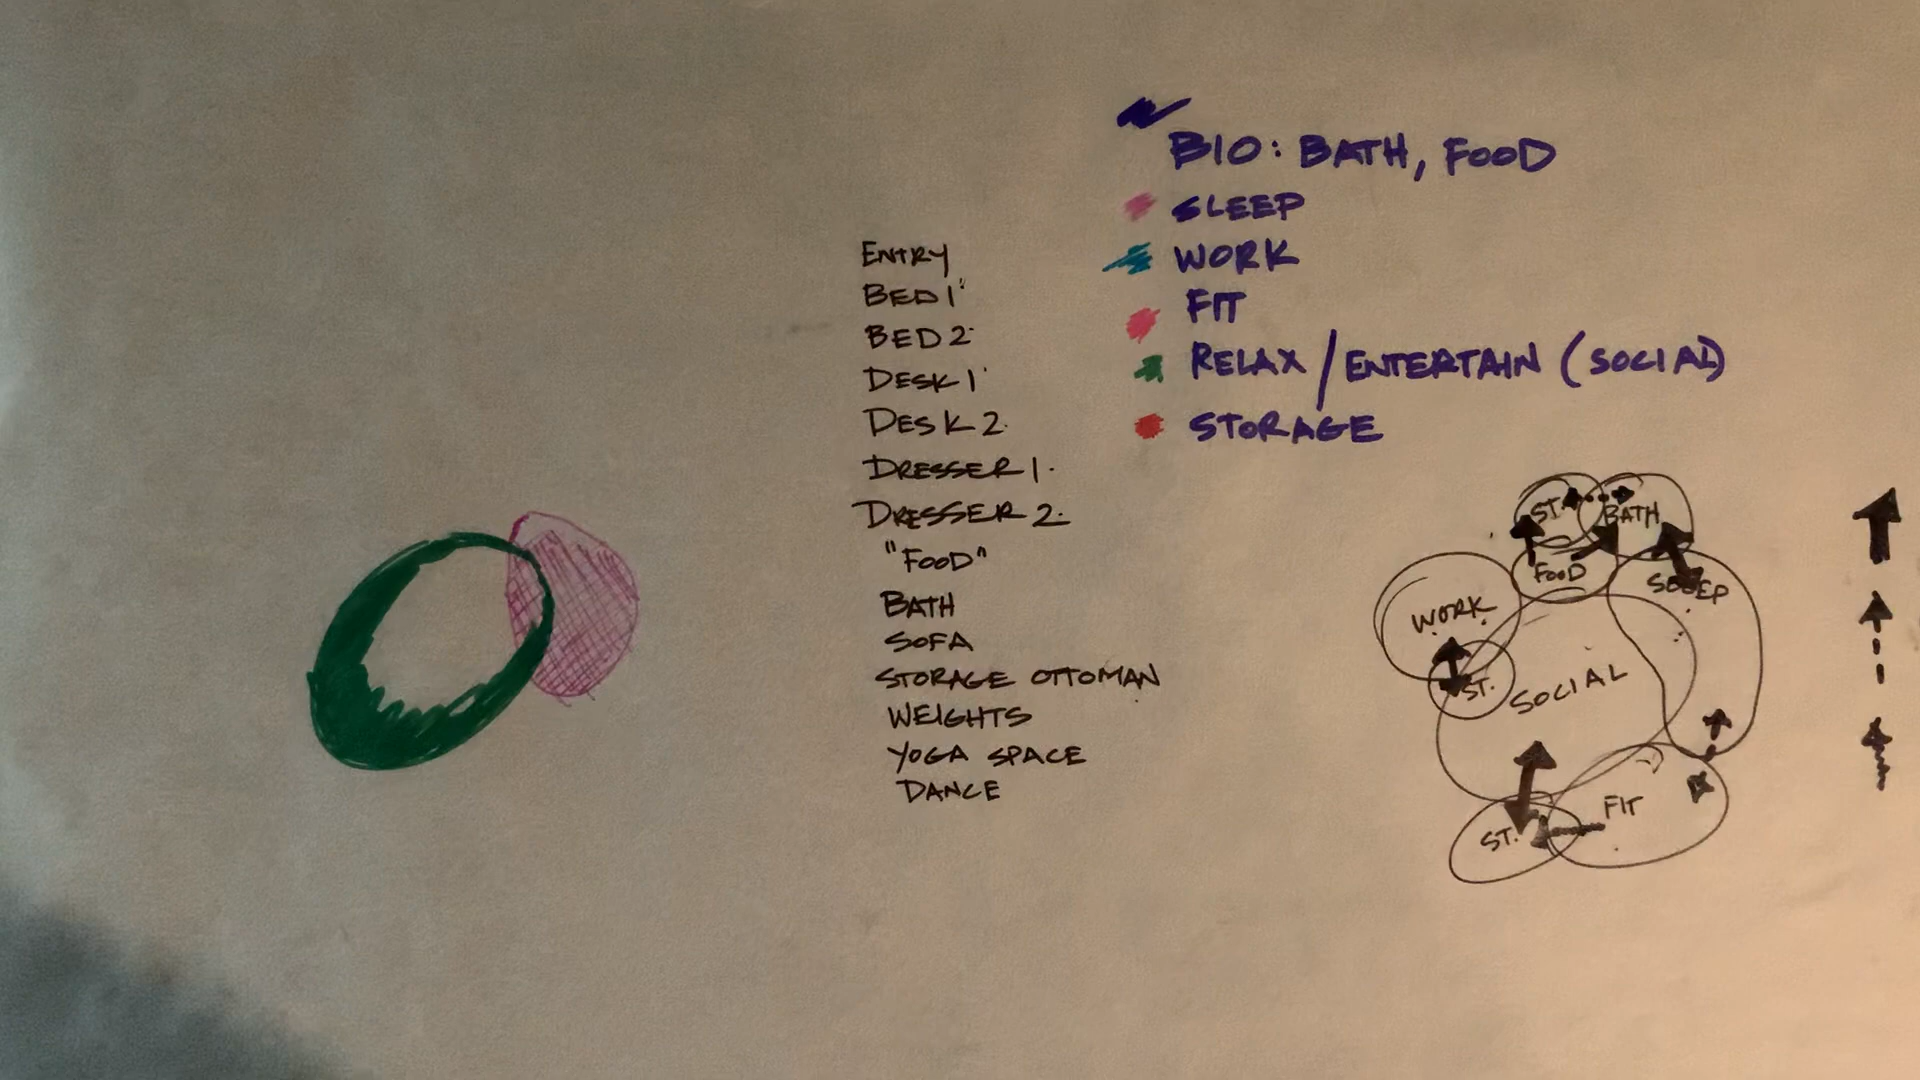 BIO: BATH, FOOD
SLEEP
WORK
FIT
RELAX / ENTERTAIN (SOCIAL)
STORAGE
ENTRY
BED 1
BED 2
DESK 1
DESK 2
DRESSER 1
DRESSER 2
"FOOD"
BATH
SOFA
STORAGE OTTOMAN
WEIGHTS
YOGA SPACE
DANCE
ST.
BATH
FOOD
SLEEP
WORK
ST.
SOCIAL
FIT
ST.